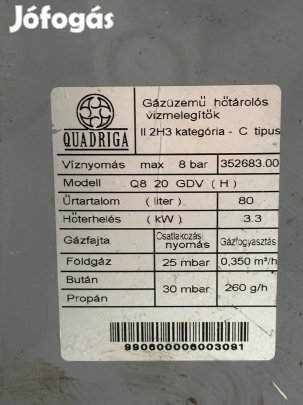 Jófogás
QUADRIGA
Gázüzemű hőtárolós
vízmelegítők
II 2H3 kategória - C típus
Víznyomás max 8 bar 352683.00
Modell Q8 20 GDV ( H )
Űrtartalom ( liter ) 80
Hőterhelés ( kW ) 3.3
Gázfajta Csatlakozási nyomás Gázfogyasztás
Földgáz 25 mbar 0,350 m³/h
Bután
Propán 30 mbar 260 g/h
990600006003091